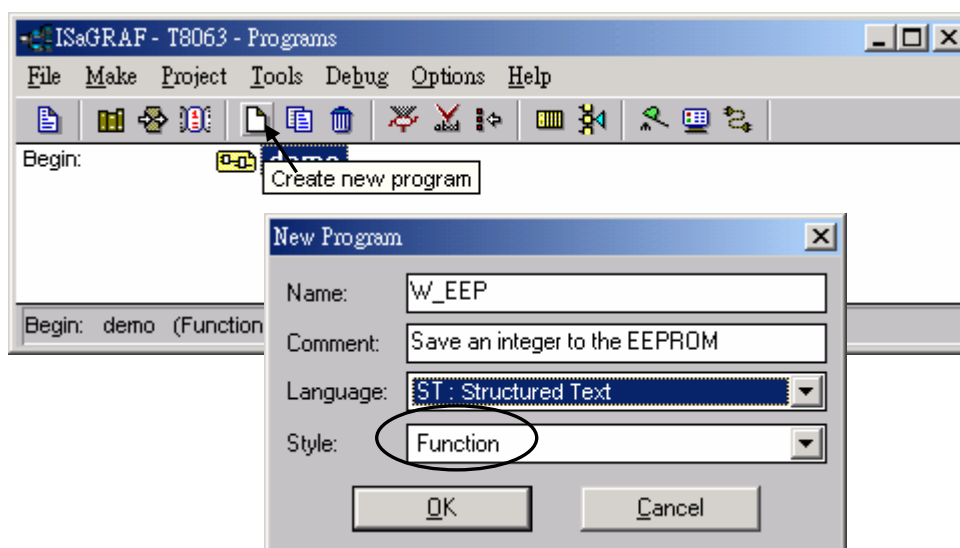 ISaGRAF - T8063 - Programs
File Make Project Tools Debug Options Help
Begin: demo
Create new program
New Program
Name: W_EEP
Comment: Save an integer to the EEPROM
Language: ST : Structured Text
Style: Function
OK Cancel
Begin: demo (Function